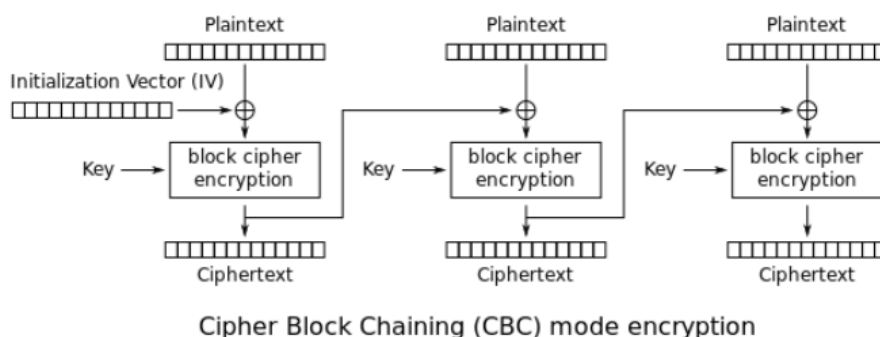 Plaintext Plaintext Plaintext
Initialization Vector (IV)
Key block cipher encryption Key block cipher encryption Key block cipher encryption
Ciphertext Ciphertext Ciphertext
Cipher Block Chaining (CBC) mode encryption